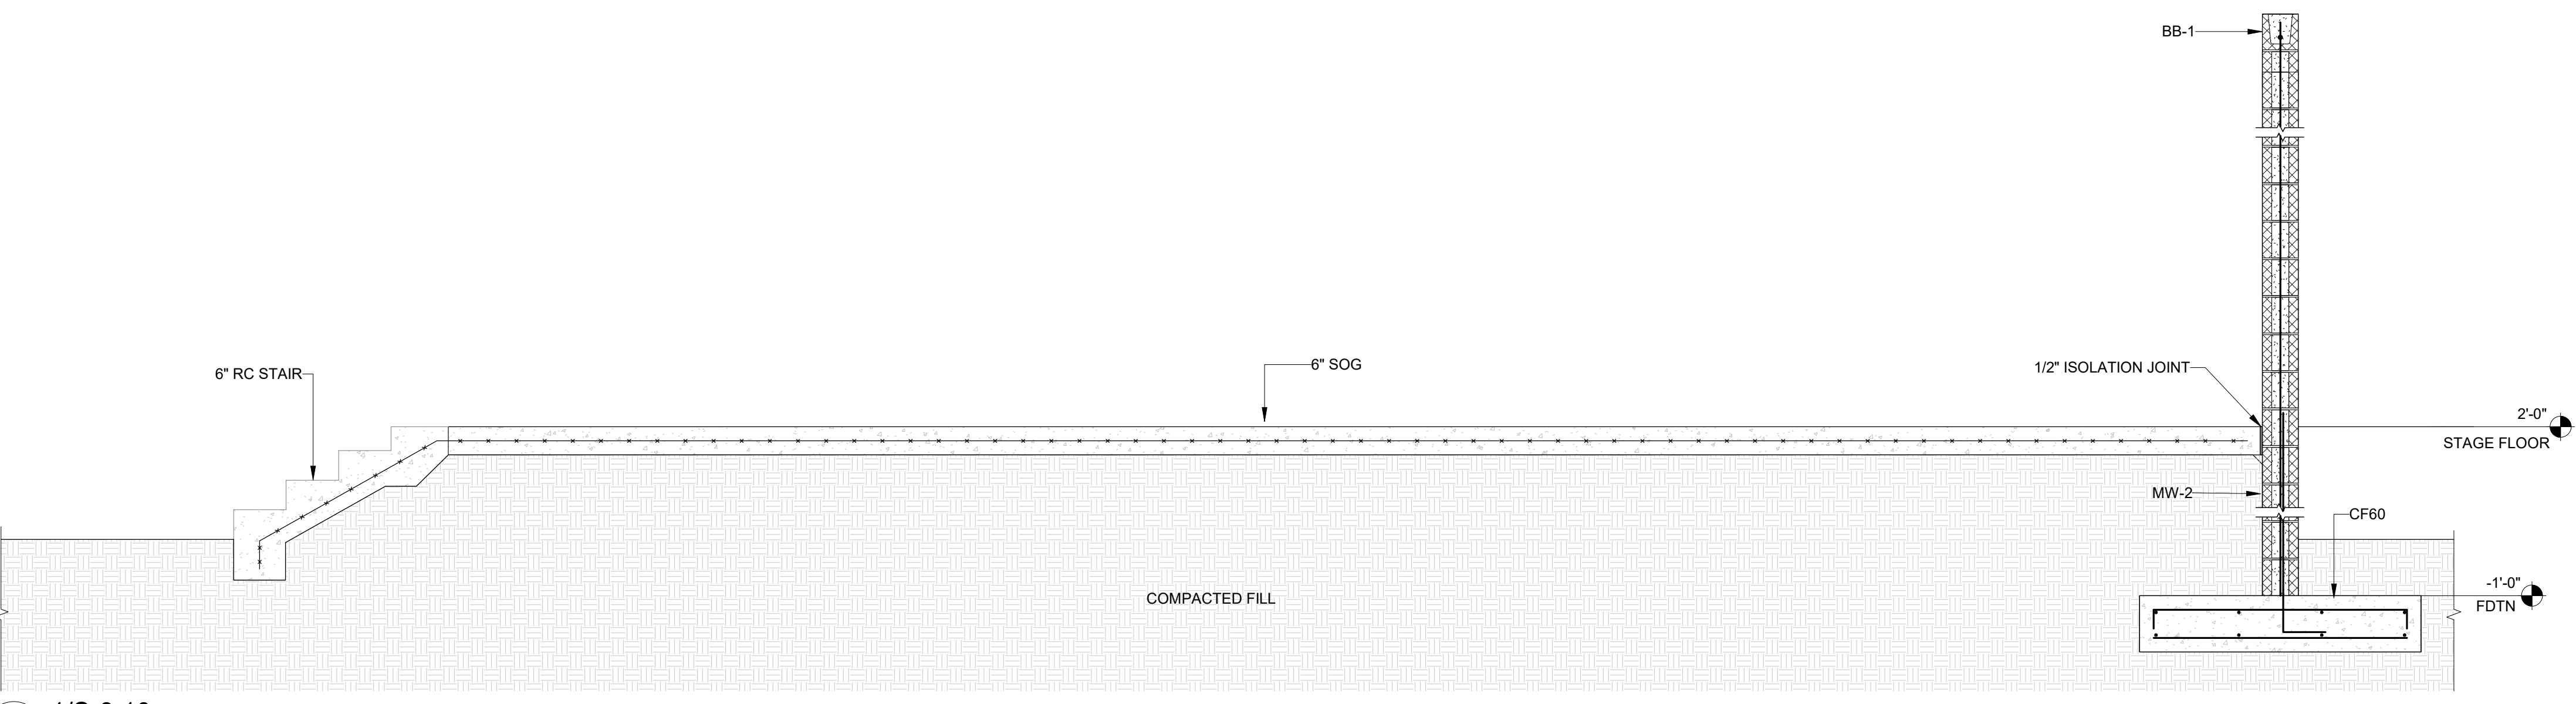 BB-1
6" SOG
1/2" ISOLATION JOINT
6" RC STAIR
2'-0"
STAGE FLOOR
MW-2
CF60
-1'-0"
FDTN
COMPACTED FILL